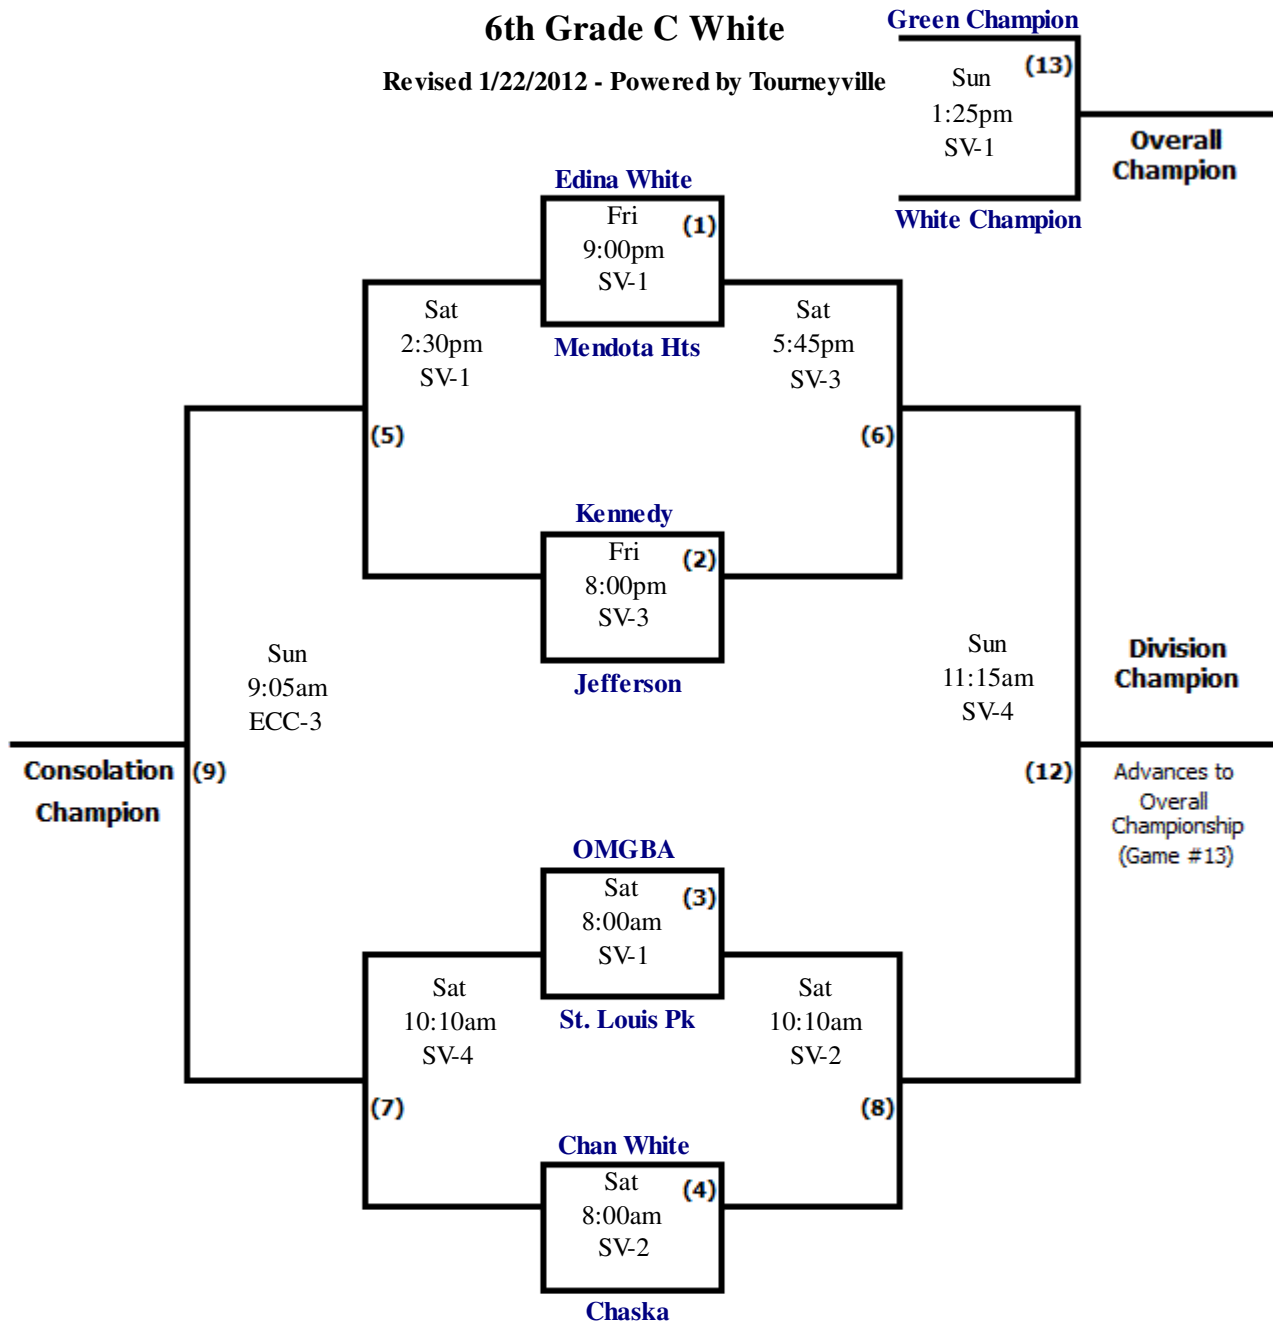 6th Grade C White
Revised 1/22/2012 - Powered by Tourneyville
Green Champion
(13)
Sun
1:25pm
SV-1
Overall
Champion
White Champion
Edina White
Fri
(1)
9:00pm
SV-1
Mendota Hts
Sat
2:30pm
SV-1
(5)
Sat
5:45pm
SV-3
(6)
Kennedy
Fri
(2)
8:00pm
SV-3
Jefferson
Sun
9:05am
ECC-3
Consolation
Champion
(9)
Sun
11:15am
SV-4
(12)
Division
Champion
Advances to
Overall
Championship
(Game #13)
OMGBA
Sat
(3)
8:00am
SV-1
St. Louis Pk
Sat
10:10am
SV-4
(7)
Sat
10:10am
SV-2
(8)
Chan White
Sat
(4)
8:00am
SV-2
Chaska